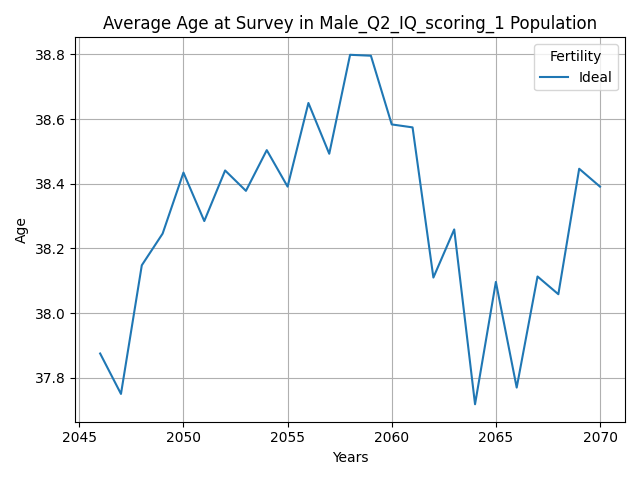 Average Age at Survey in Male_Q2_IQ_scoring_1 Population
Fertility
Ideal
38.8
38.6
38.4
38.2
38.0
37.8
Age
2045
2050
2055
2060
2065
2070
Years